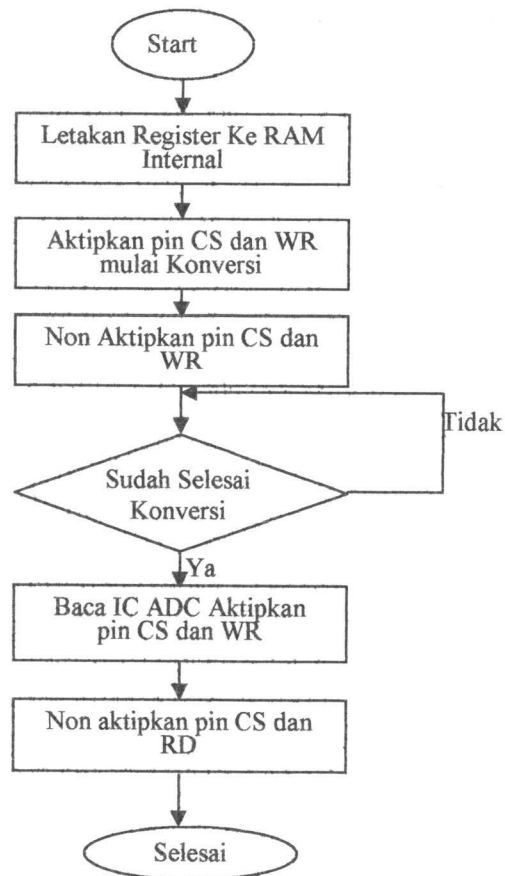 Start
Letakan Register Ke RAM
Internal
Aktipkan pin CS dan WR
mulai Konversi
Non Aktipkan pin CS dan
WR
Tidak
Sudah Selesai
Konversi
Ya
Baca IC ADC Aktipkan
pin CS dan WR
Non aktipkan pin CS dan
RD
Selesai